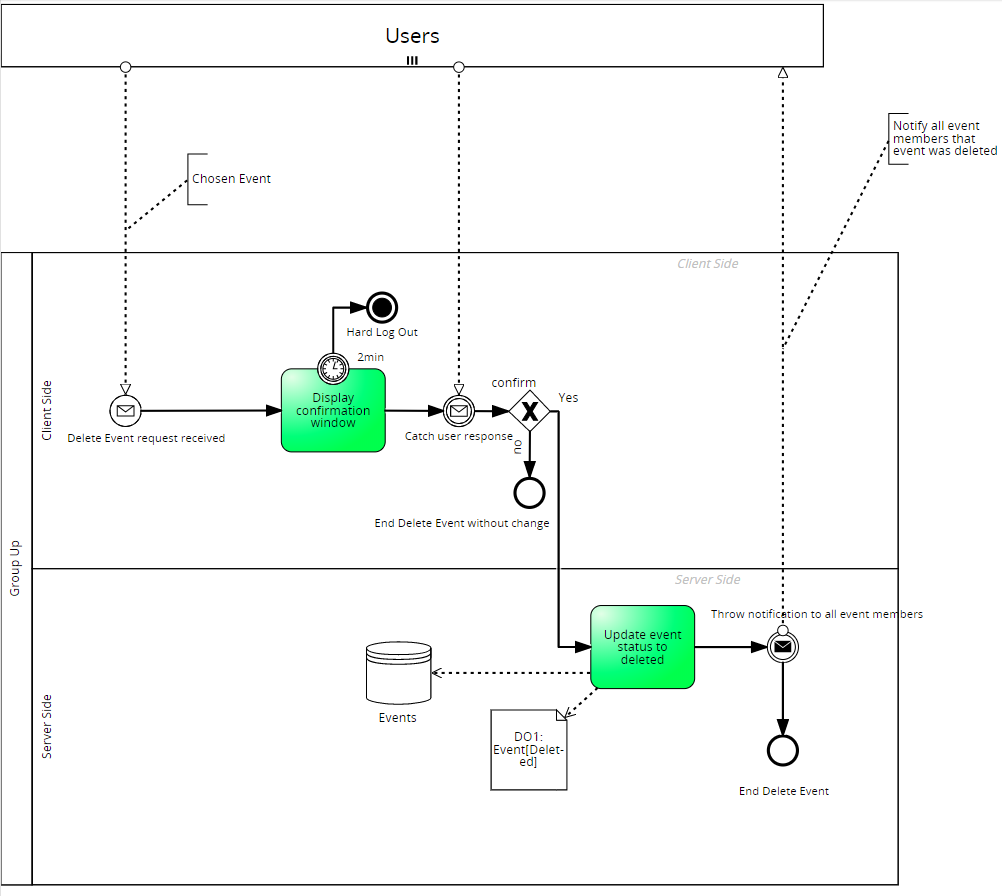 Users
Notify all event
members that
event was deleted
Chosen Event
Client Side
Hard Log Out
2min
Display
confirmation
window
confirm
Yes
Delete Event request received
Catch user response
no
End Delete Event without change
Client Side
Group Up
Server Side
Throw notification to all event members
Update event
status to
deleted
Events
DO1:
Event[Delet-
ed]
Server Side
End Delete Event